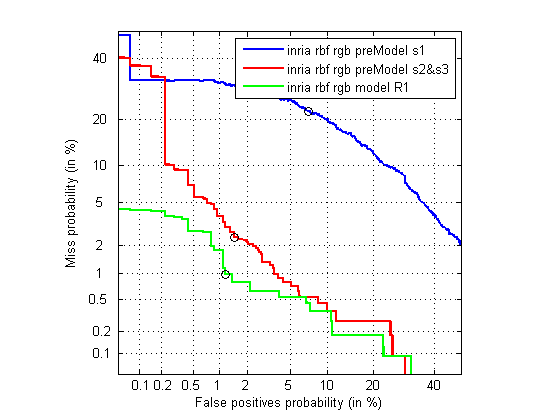 inria rbf rgb preModel s1
inria rbf rgb preModel s2&s3
inria rbf rgb model R1
40
20
10
5
2
1
0.5
0.2
0.1
Miss probability (in %)
0.1 0.2 0.5 1 2 5 10 20 40
False positives probability (in %)